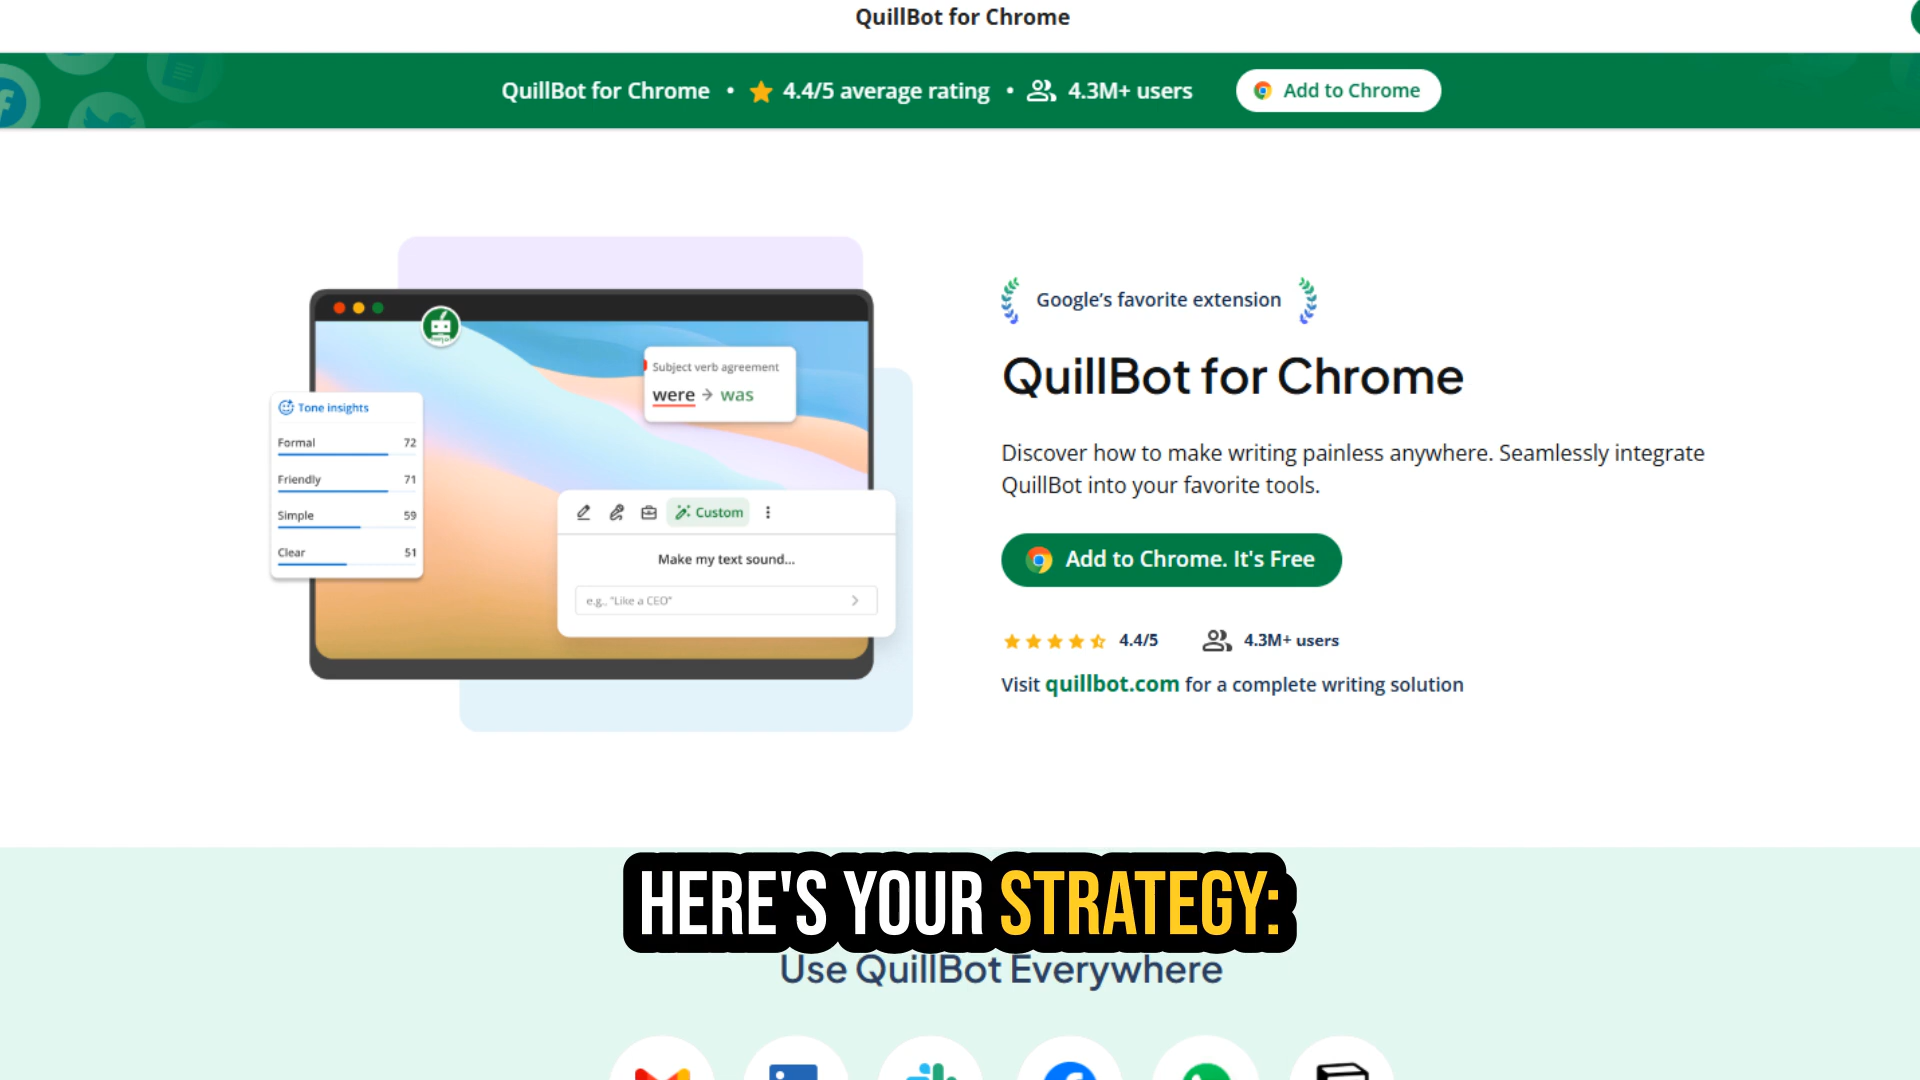 QuillBot for Chrome
QuillBot for Chrome • 4.4/5 average rating • 4.3M+ users
Add to Chrome
Subject verb agreement
were → was
Tone insights
Formal 72
Friendly 71
Simple 59
Clear 51
Custom
Make my text sound...
e.g., "Like a CEO"
Google's favorite extension
QuillBot for Chrome
Discover how to make writing painless anywhere. Seamlessly integrate
QuillBot into your favorite tools.
Add to Chrome. It's Free
4.4/5 4.3M+ users
Visit quillbot.com for a complete writing solution
HERE'S YOUR STRATEGY:
Use QuillBot Everywhere